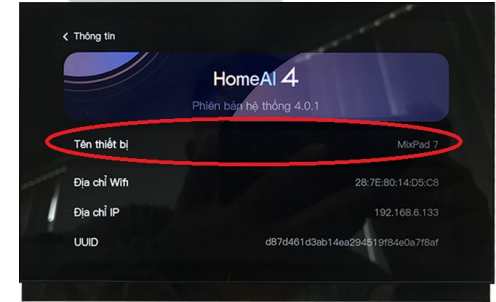 Thông tin
HomeAI 4
Phiên bản hệ thống 4.0.1
Tên thiết bị MixPad 7
Địa chỉ Wifi 28:7E:80:14:D5:C8
Địa chỉ IP 192.168.6.133
UUID d87d461d3ab14ea294519f84e0a7f8af